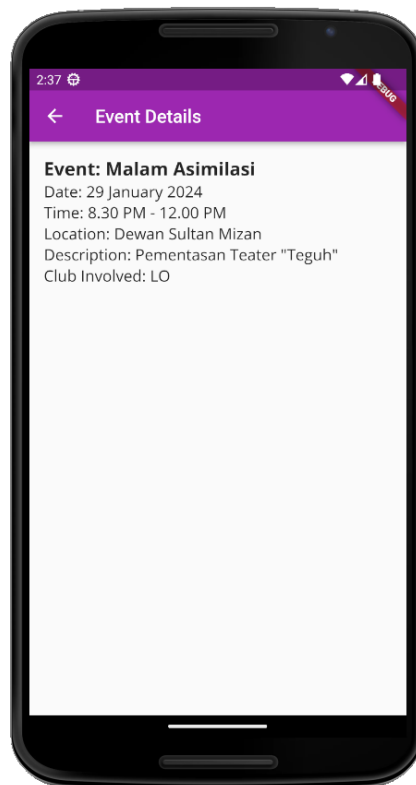 2:37
DEBUG
Event Details
Event: Malam Asimilasi
Date: 29 January 2024
Time: 8.30 PM - 12.00 PM
Location: Dewan Sultan Mizan
Description: Pementasan Teater "Teguh"
Club Involved: LO